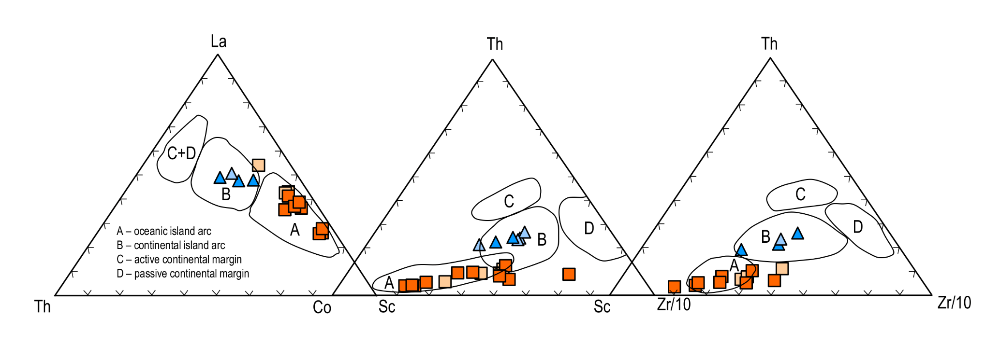 La
Th
Th
C+D
B
A
C
B
D
A
C
B
D
A
A – oceanic island arc
B – continental island arc
C – active continental margin
D – passive continental margin
Th
Co
Sc
Sc
Zr/10
Zr/10